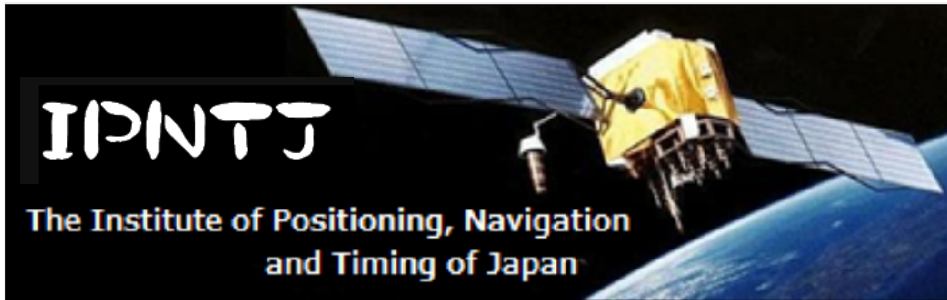 IPNTJ
The Institute of Positioning, Navigation
and Timing of Japan